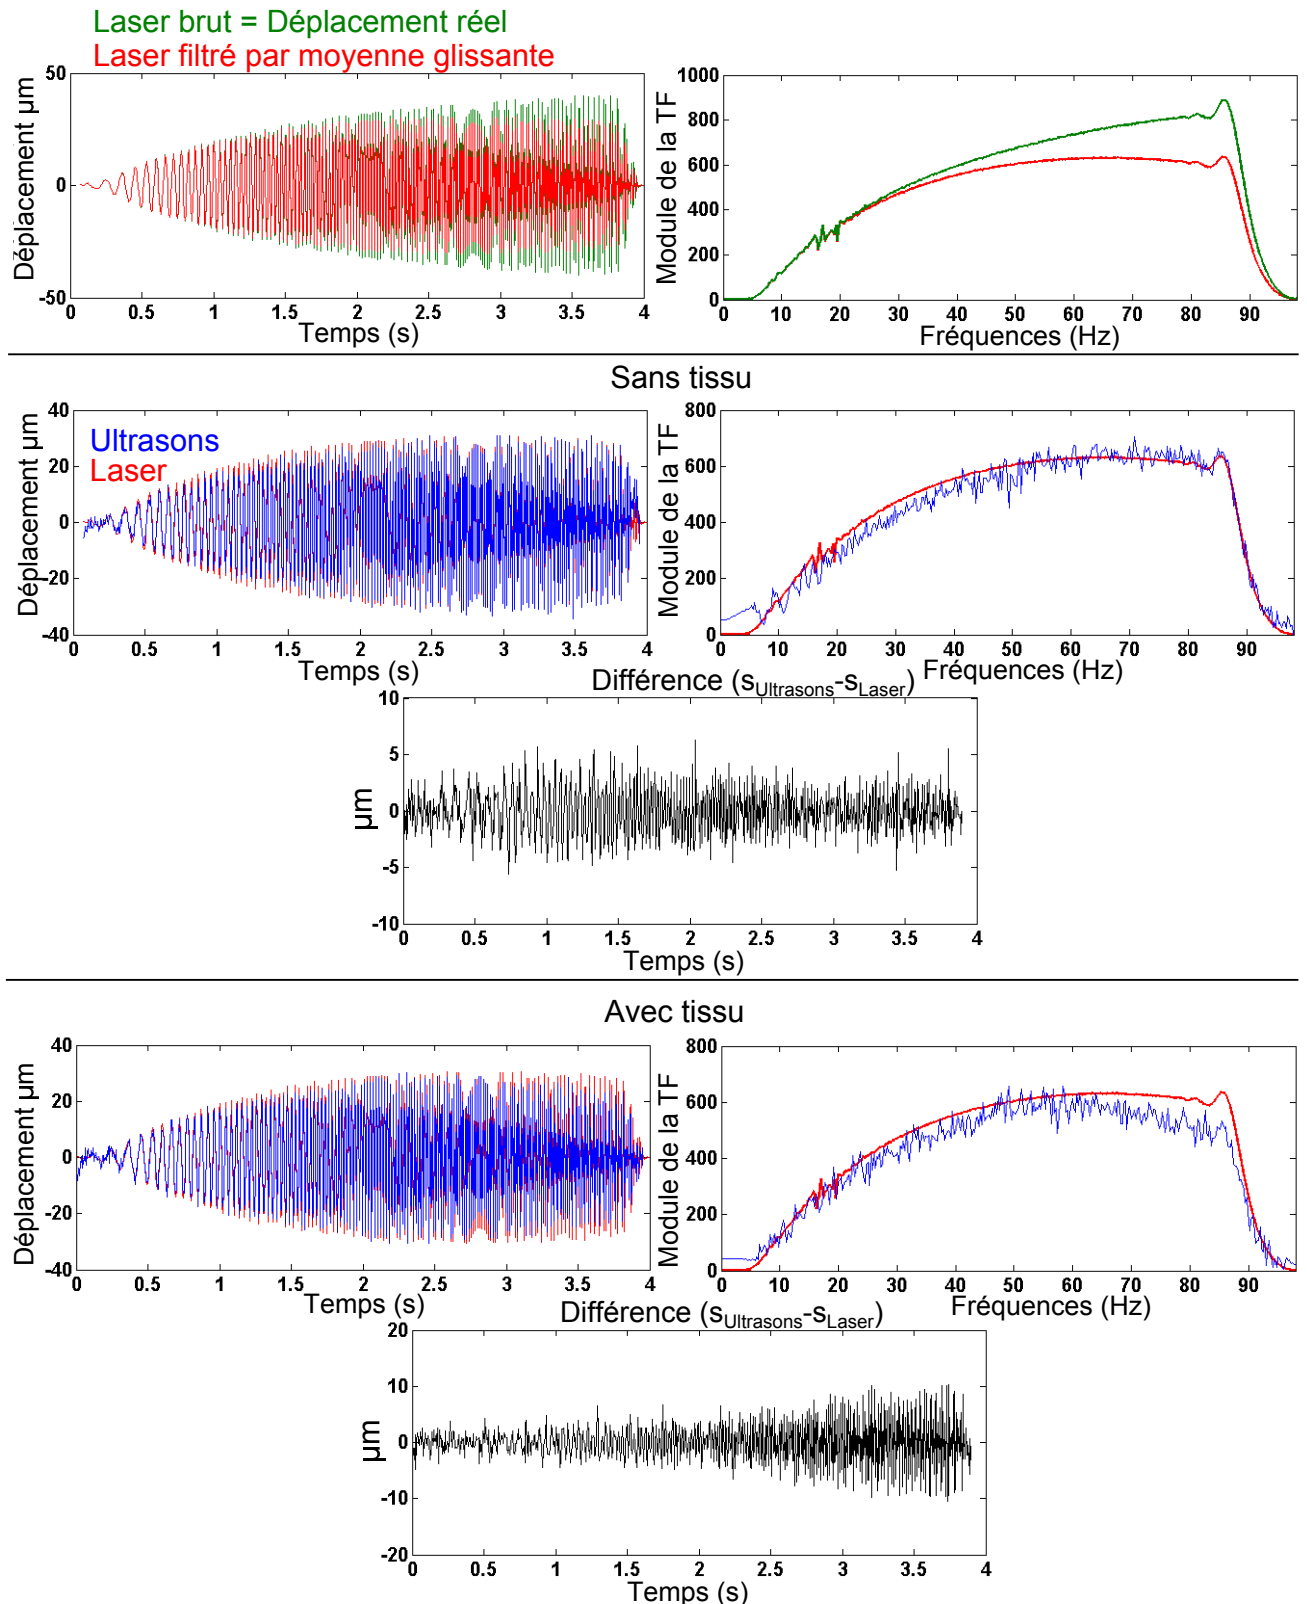 Laser brut = Déplacement réel
Laser filtré par moyenne glissante
Déplacement µm
50
0
-50
0 0.5 1 1.5 2 2.5 3 3.5 4
Temps (s)
Module de la TF
1000
800
600
400
200
0
0 10 20 30 40 50 60 70 80 90
Fréquences (Hz)
Sans tissu
Ultrasons
Laser
Déplacement µm
40
20
0
-20
-40
0 0.5 1 1.5 2 2.5 3 3.5 4
Temps (s)
Module de la TF
800
600
400
200
0
0 10 20 30 40 50 60 70 80 90
Fréquences (Hz)
Différence (sUltrasons-sLaser)
µm
10
5
0
-5
-10
0 0.5 1 1.5 2 2.5 3 3.5 4
Temps (s)
Avec tissu
Déplacement µm
40
20
0
-20
-40
0 0.5 1 1.5 2 2.5 3 3.5 4
Temps (s)
Module de la TF
800
600
400
200
0
0 10 20 30 40 50 60 70 80 90
Fréquences (Hz)
Différence (sUltrasons-sLaser)
µm
20
10
0
-10
-20
0 0.5 1 1.5 2 2.5 3 3.5 4
Temps (s)